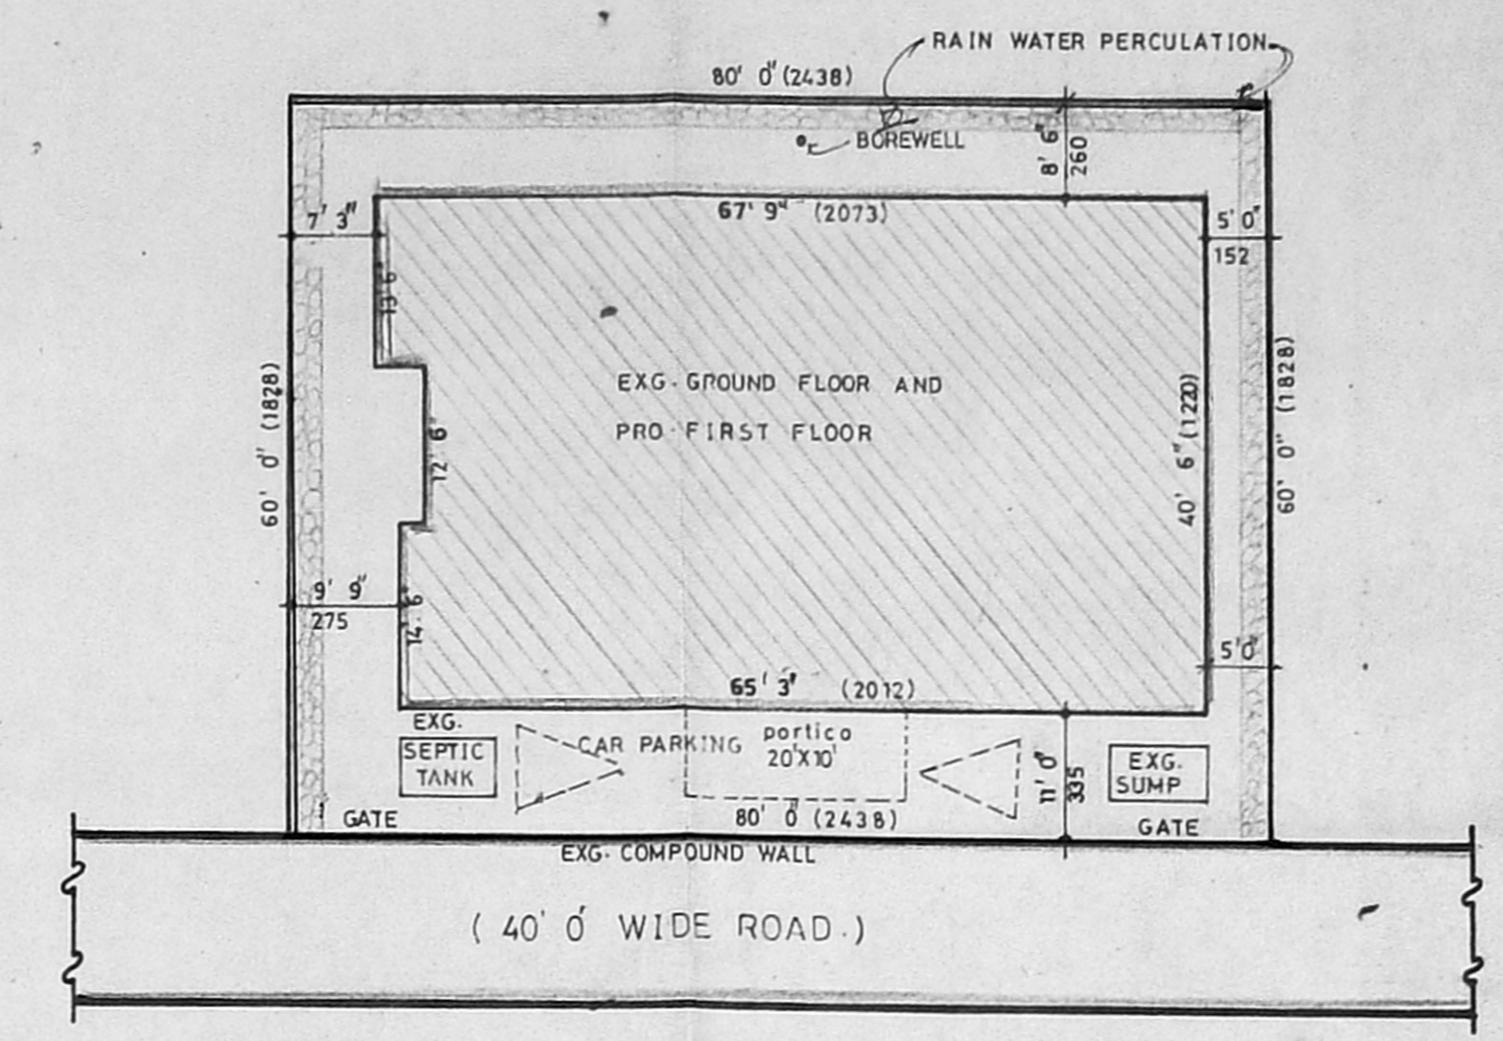 RAIN WATER PERCULATION
80' 0" (2438)
BOREWELL
8' 6"
260
67' 9" (2073)
7' 3"
5' 0"
152
13' 6"
EXG. GROUND FLOOR AND
PRO. FIRST FLOOR
60' 0" (1828)
12' 6"
40' 6" (1220)
60' 0" (1828)
9' 9"
275
14' 6"
5' 0"
65' 3" (2012)
EXG.
SEPTIC
TANK
CAR PARKING
portico
20'X10'
11' 0"
335
EXG.
SUMP
GATE
80' 0" (2438)
GATE
EXG. COMPOUND WALL
( 40' 0" WIDE ROAD.)